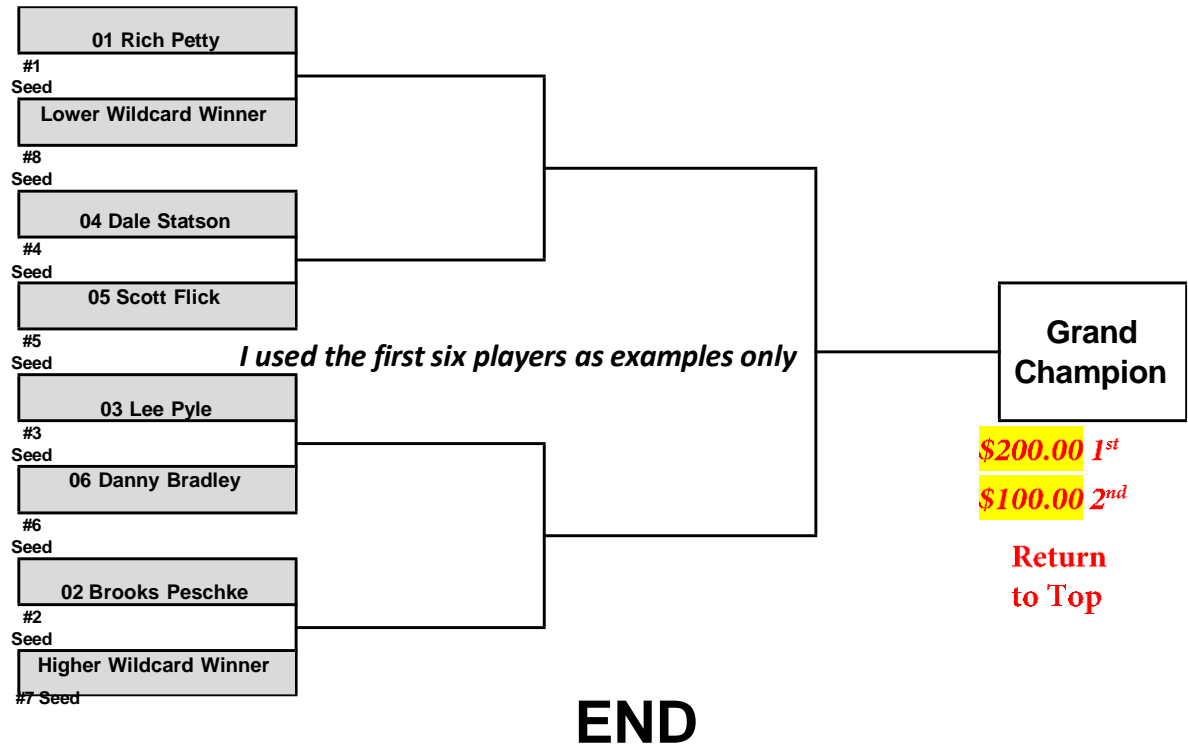 01 Rich Petty
#1
Seed
Lower Wildcard Winner
#8
Seed
04 Dale Statson
#4
Seed
05 Scott Flick
#5
Seed
I used the first six players as examples only
03 Lee Pyle
#3
Seed
06 Danny Bradley
#6
Seed
02 Brooks Peschke
#2
Seed
Higher Wildcard Winner
#7 Seed
Grand
Champion
$200.00 1st
$100.00 2nd
Return
to Top
END